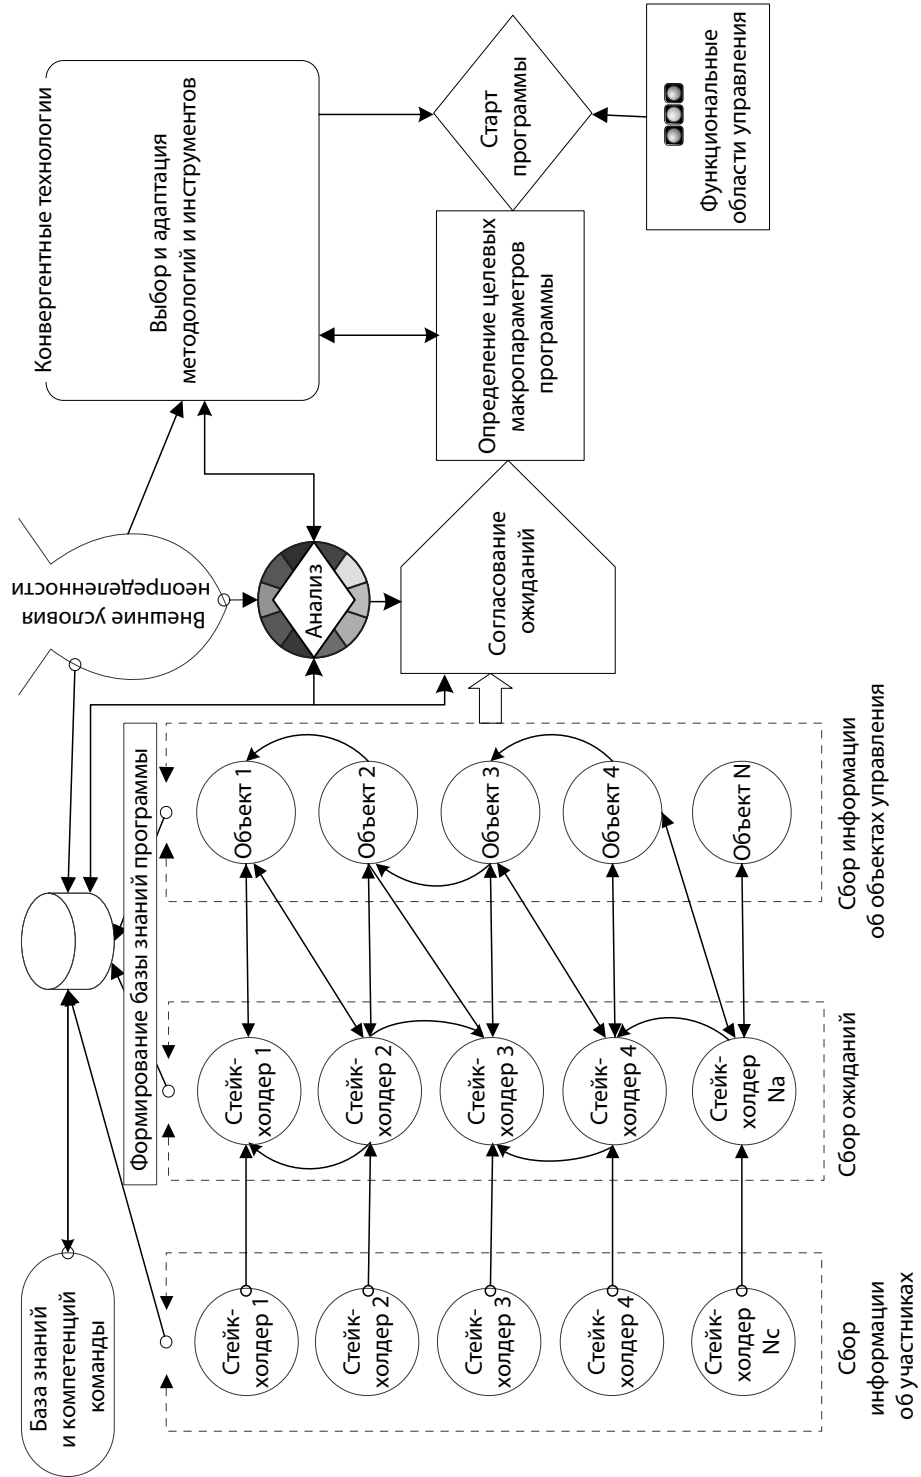 База знаний
и компетенций
команды
Формирование базы знаний программы
Внешние условия
неопределенности
Конвергентные технологии
Выбор и адаптация
методологий и инструментов
Анализ
Согласование
ожиданий
Определение целевых
макропараметров
программы
Старт
программы
Функциональные
области управления
Стейк-
холдер 1
Стейк-
холдер 2
Стейк-
холдер 3
Стейк-
холдер 4
Стейк-
холдер
Nc
Сбор
информации
об участниках
Стейк-
холдер 1
Стейк-
холдер 2
Стейк-
холдер 3
Стейк-
холдер 4
Стейк-
холдер
Na
Сбор ожиданий
Объект 1
Объект 2
Объект 3
Объект 4
Объект N
Сбор информации
об объектах управления